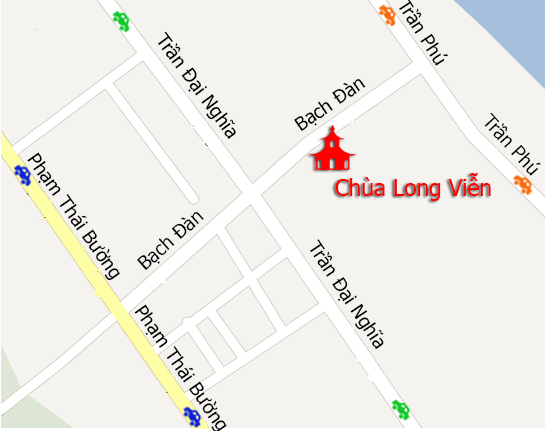 Trần Phú
Trần Đại Nghĩa
Bạch Đàn
Trần Phú
Chùa Long Viễn
Phạm Thái Bường
Bạch Đàn
Trần Đại Nghĩa
Phạm Thái Bường